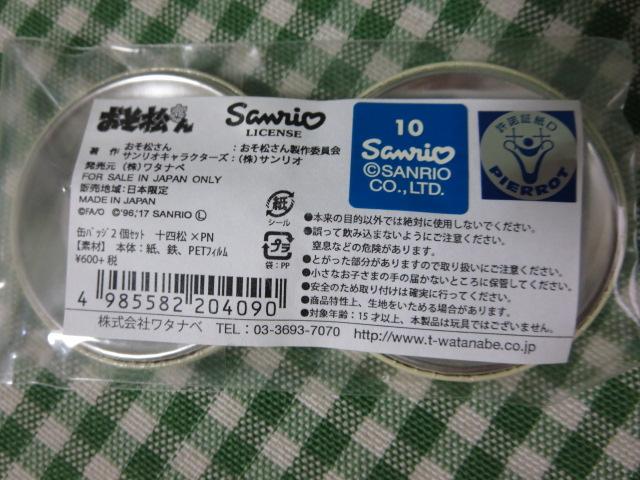 おそ松さん
Sanrio
LICENSE
著 作
おそ松さん : おそ松さん製作委員会
サンリオキャラクターズ : (株)サンリオ
発売元 (株)ワタナベ
FOR SALE IN JAPAN ONLY
販売地域:日本限定
MADE IN JAPAN
©FA/O ©'96,'17 SANRIO Ⓛ
缶バッジ2個セット 十四松×PN
【素材】 本体:紙、鉄、PETフィルム
¥600+税
4 985582 204090
紙
シール
プラ
袋:PP
10
Sanrio
©SANRIO
CO.,LTD.
許諾証紙D
PIERROT
●本来の目的以外では絶対に使用しないでください。
●誤って飲み込まないようにご注意ください。
窒息などの危険があります。
●とがった部分がありますので取り扱いにご注意ください。
●小さなお子さまの手の届かないところに保管してください。
●安全のため取り付けは確実に行ってください。
●商品特性上、生地をいためる場合があります。
●対象年齢:15才以上、本製品は玩具ではございません。
株式会社ワタナベ TEL:03-3693-7070 http://www.t-watanabe.co.jp